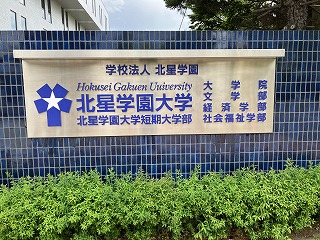 学校法人 北星学園
Hokusei Gakuen University
北星学園大学
北星学園大学短期大学部
大学院
文学部
経済学部
社会福祉学部